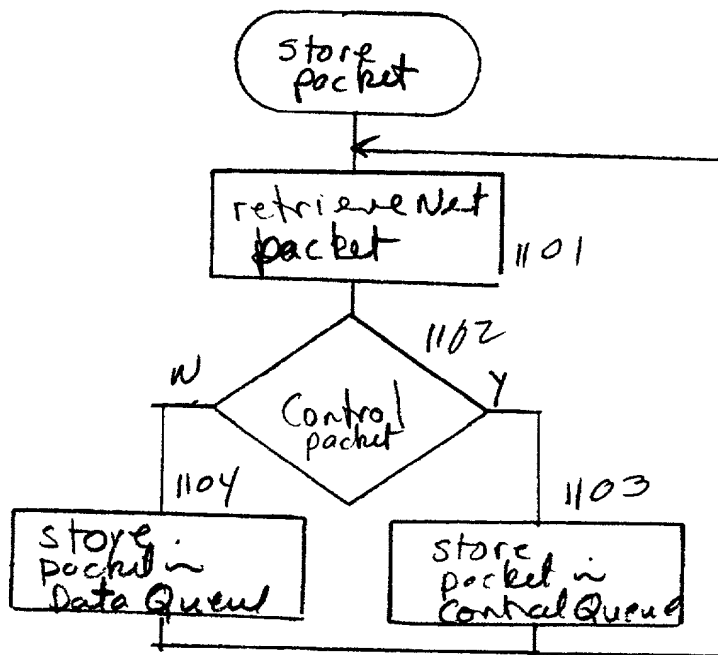 store
packet
retrieve Net
packet
1101
1102
N
Y
Control
packet
1104
1103
store
packet in
Data Queue
store
packet in
Control Queue